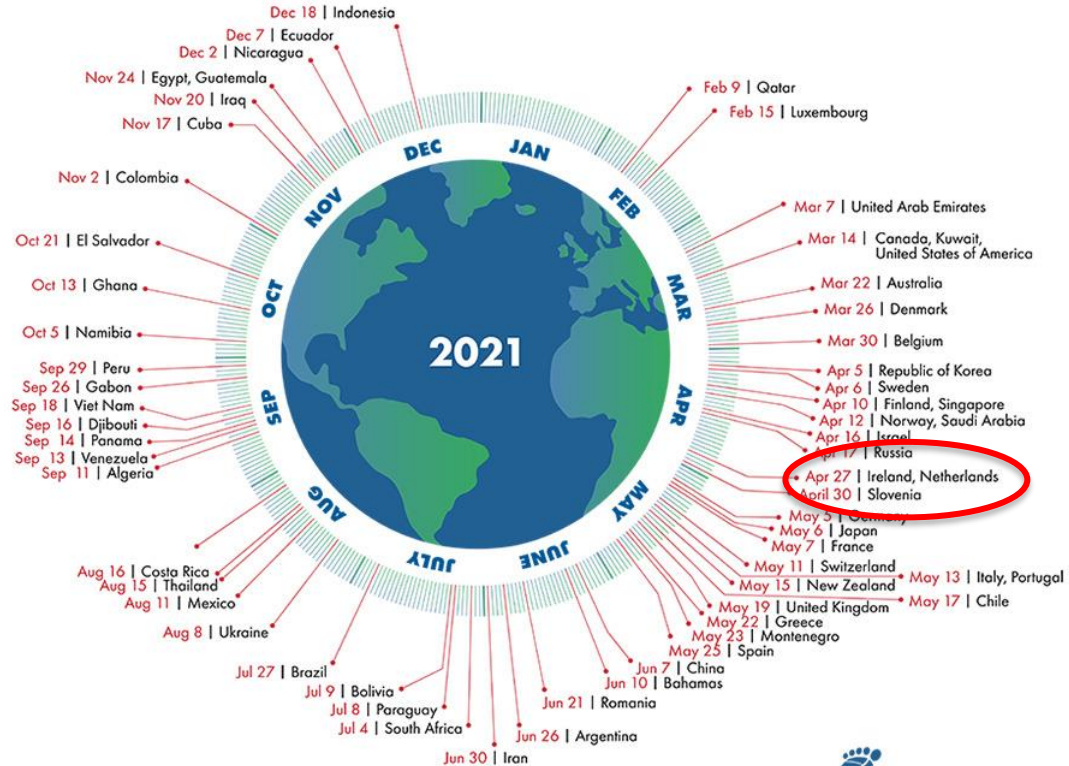 Dec 18 | Indonesia
Dec 7 | Ecuador
Dec 2 | Nicaragua
Nov 24 | Egypt, Guatemala
Nov 20 | Iraq
Nov 17 | Cuba
Nov 2 | Colombia
Oct 21 | El Salvador
Oct 13 | Ghana
Oct 5 | Namibia
Sep 29 | Peru
Sep 26 | Gabon
Sep 18 | Viet Nam
Sep 16 | Djibouti
Sep 14 | Panama
Sep 13 | Venezuela
Sep 11 | Algeria
Aug 16 | Costa Rica
Aug 15 | Thailand
Aug 11 | Mexico
Aug 8 | Ukraine
Jul 27 | Brazil
Jul 9 | Bolivia
Jul 8 | Paraguay
Jul 4 | South Africa
Jun 30 | Iran
Feb 9 | Qatar
Feb 15 | Luxembourg
Mar 7 | United Arab Emirates
Mar 14 | Canada, Kuwait,
United States of America
Mar 22 | Australia
Mar 26 | Denmark
Mar 30 | Belgium
Apr 5 | Republic of Korea
Apr 6 | Sweden
Apr 10 | Finland, Singapore
Apr 12 | Norway, Saudi Arabia
Apr 16 | Israel
Apr 17 | Russia
Apr 27 | Ireland, Netherlands
April 30 | Slovenia
May 5 | Germany
May 6 | Japan
May 7 | France
May 11 | Switzerland
May 13 | Italy, Portugal
May 15 | New Zealand
May 17 | Chile
May 19 | United Kingdom
May 22 | Greece
May 23 | Montenegro
May 25 | Spain
Jun 7 | China
Jun 10 | Bahamas
Jun 21 | Romania
Jun 26 | Argentina
JAN
FEB
MAR
APR
MAY
JUNE
JULY
AUG
SEP
OCT
NOV
DEC
2021